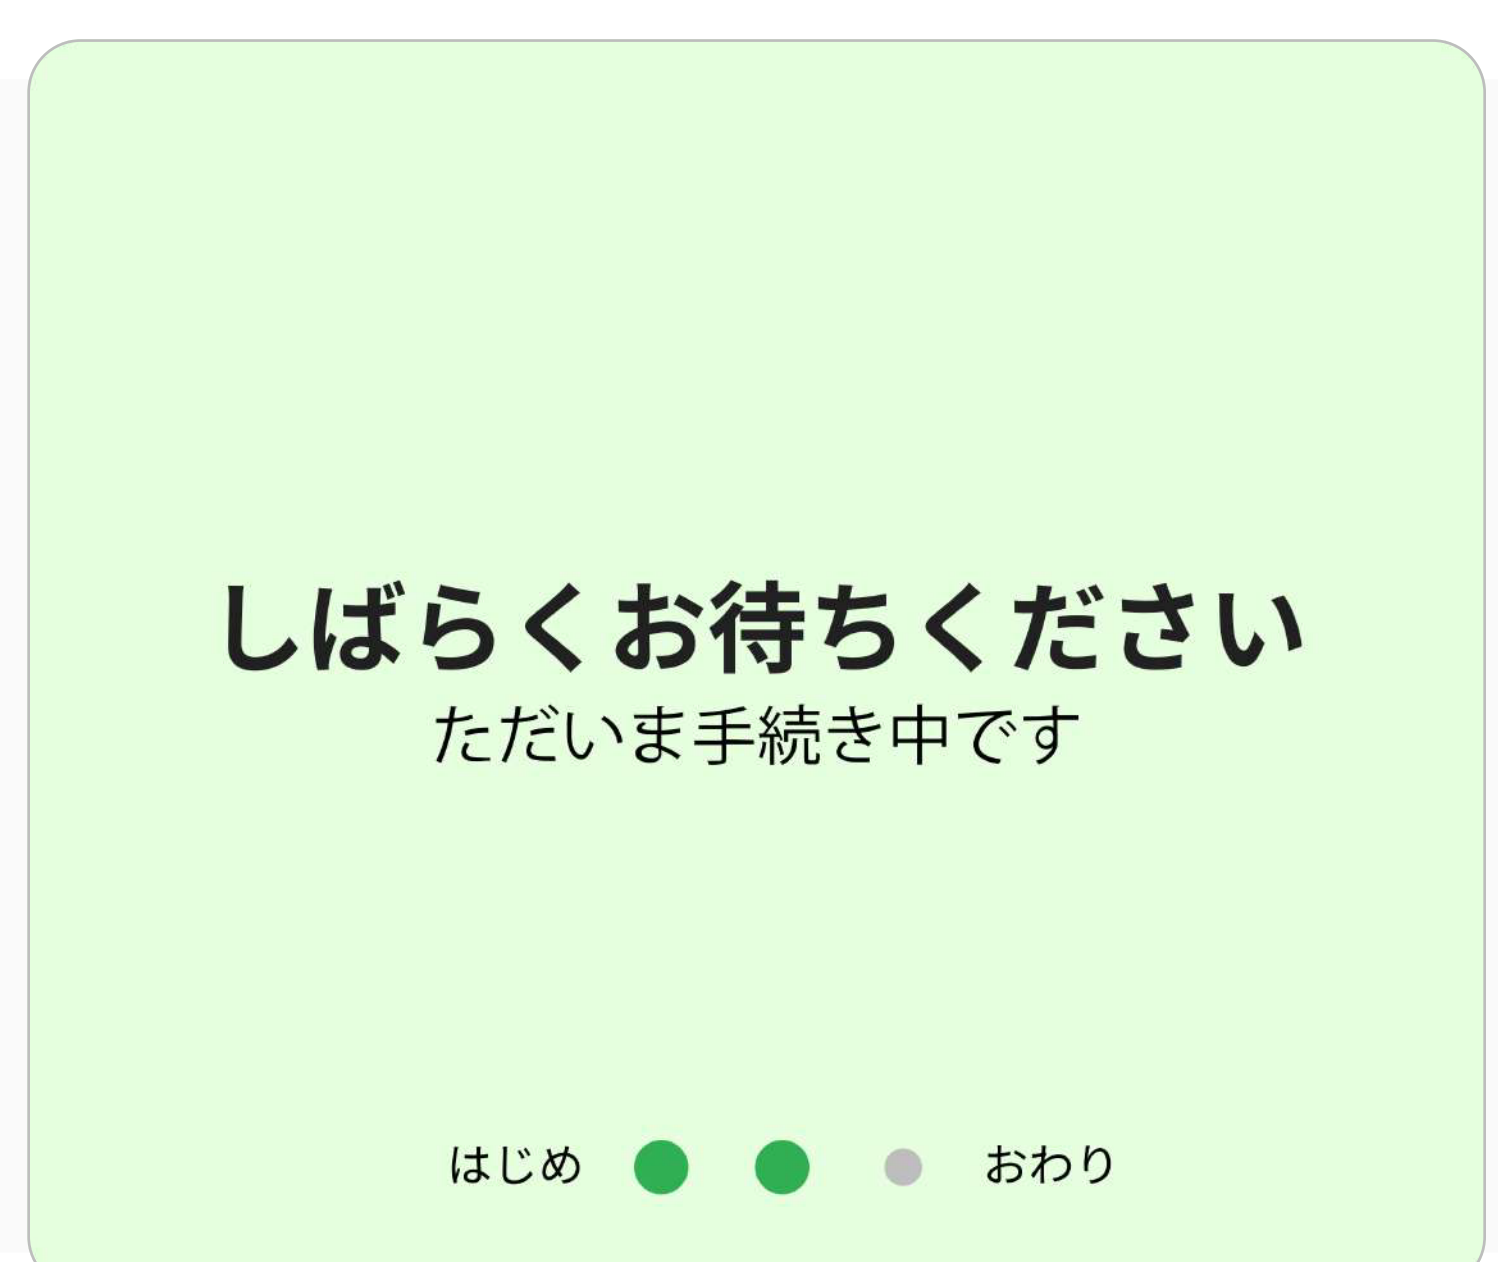 しばらくお待ちください
ただいま手続き中です
はじめ おわり